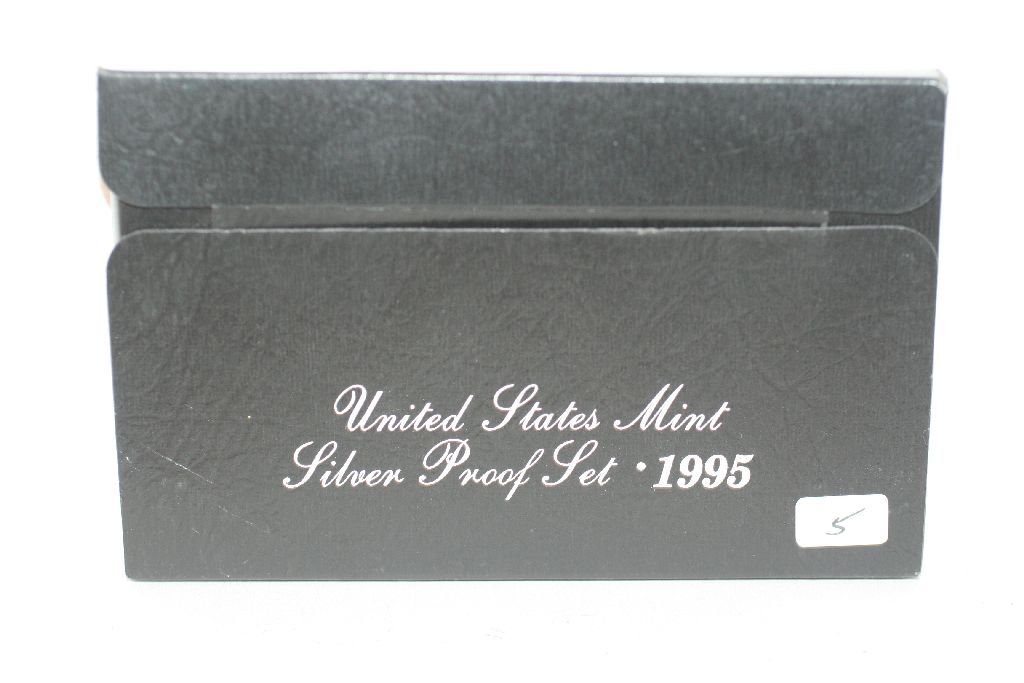 United States Mint
Silver Proof Set · 1995
5